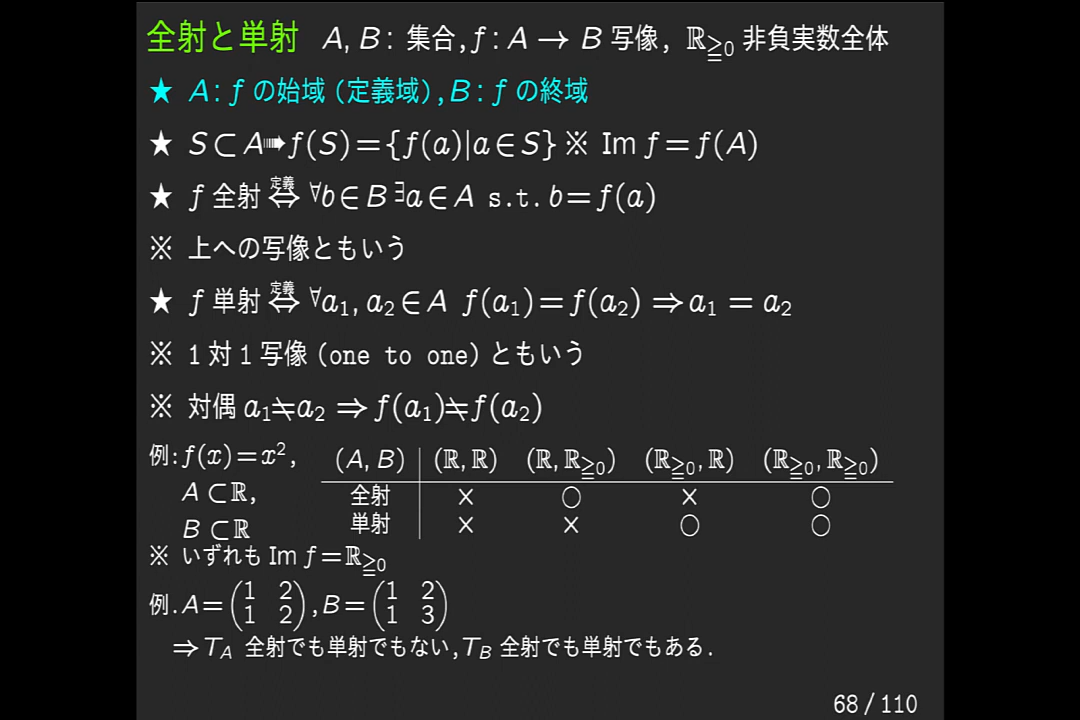 全射と単射 A, B : 集合, f : A → B 写像, ℝ≧0 非負実数全体
★ A : f の始域 (定義域), B : f の終域
★ S ⊂ A ➠ f(S) = {f(a)|a ∈ S} ※ Im f = f(A)
★ f 全射 定義⇔ ∀b ∈ B ∃a ∈ A s.t. b = f(a)
※ 上への写像ともいう
★ f 単射 定義⇔ ∀a₁, a₂ ∈ A f(a₁) = f(a₂) ⇒ a₁ = a₂
※ 1 対 1 写像 (one to one) ともいう
※ 対偶 a₁ ≠ a₂ ⇒ f(a₁) ≠ f(a₂)
例: f(x) = x²,
A ⊂ ℝ,
B ⊂ ℝ
(A, B) (ℝ, ℝ) (ℝ, ℝ≧0) (ℝ≧0, ℝ) (ℝ≧0, ℝ≧0)
全射 × ○ × ○
単射 × × ○ ○
※ いずれも Im f = ℝ≧0
例. A = (1 2 / 1 2), B = (1 2 / 1 3)
⇒ T_A 全射でも単射でもない, T_B 全射でも単射でもある.
68 / 110